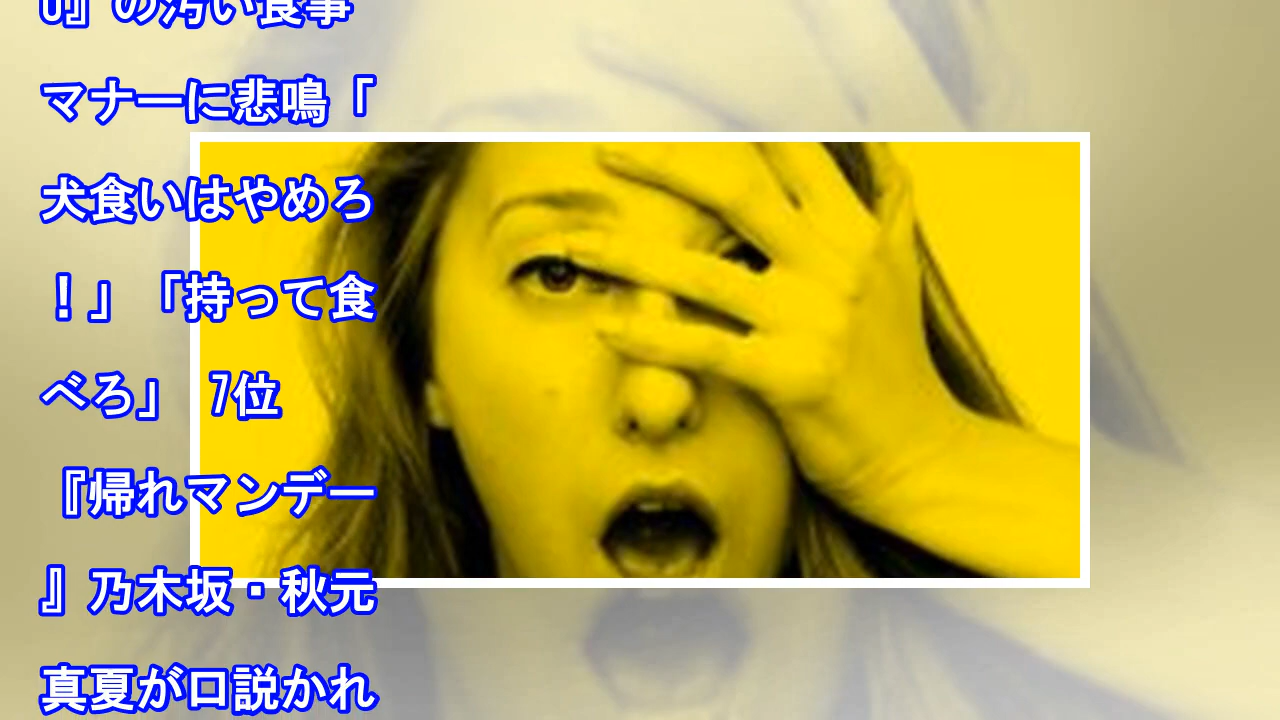 U』の汚い食事
マナーに悲鳴「
犬食いはやめろ
！」「持って食
べろ」 7位
『帰れマンデー
』乃木坂・秋元
真夏が口説かれ